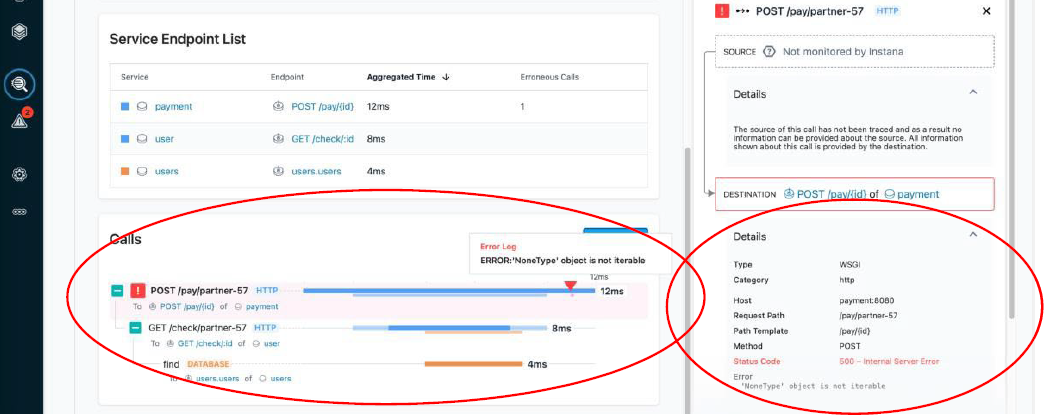 2
Service Endpoint List
Service Endpoint Aggregated Time ↓ Erroneous Calls
payment POST /pay/{id} 12ms 1
user GET /check/:id 8ms
users users.users 4ms
Calls
Error Log
ERROR:'NoneType' object is not iterable
12ms
POST /pay/partner-57 HTTP 12ms
To POST /pay/{id} of payment
GET /check/partner-57 HTTP 8ms
To GET /check/:id of user
find DATABASE 4ms
To users.users of users
POST /pay/partner-57 HTTP
SOURCE Not monitored by Instana
Details
The source of this call has not been traced and as a result no
information can be provided about the source. All information
shown about this call is provided by the destination.
DESTINATION POST /pay/{id} of payment
Details
Type WSGI
Category http
Host payment:8080
Request Path /pay/partner-57
Path Template /pay/{id}
Method POST
Status Code 500 – Internal Server Error
Error
'NoneType' object is not iterable